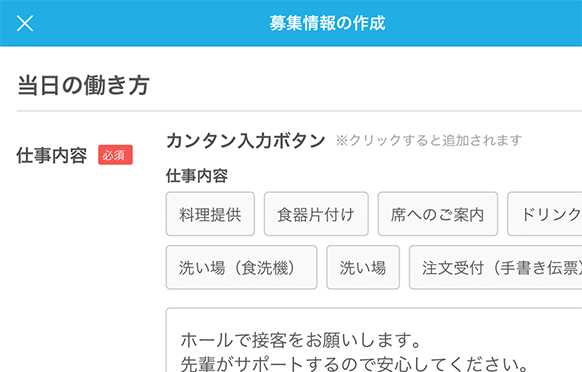 募集情報の作成
当日の働き方
仕事内容 必須
カンタン入力ボタン ※クリックすると追加されます
仕事内容
料理提供 食器片付け 席へのご案内 ドリンク
洗い場（食洗機） 洗い場 注文受付（手書き伝票）
ホールで接客をお願いします。
先輩がサポートするので安心してください。